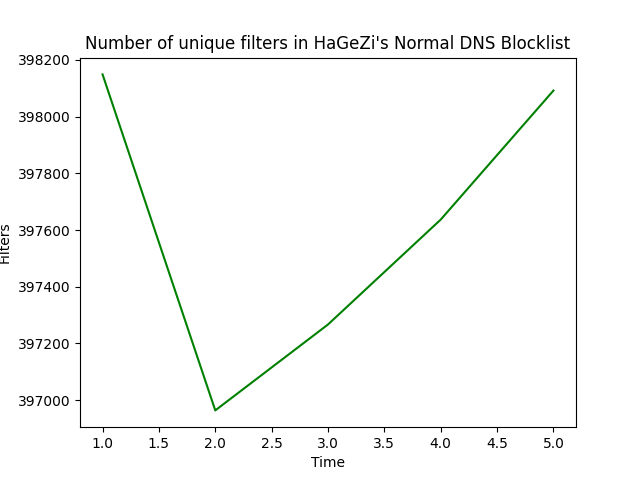 Number of unique filters in HaGeZi's Normal DNS Blocklist
398200
398000
397800
397600
397400
397200
397000
Filters
1.0 1.5 2.0 2.5 3.0 3.5 4.0 4.5 5.0
Time